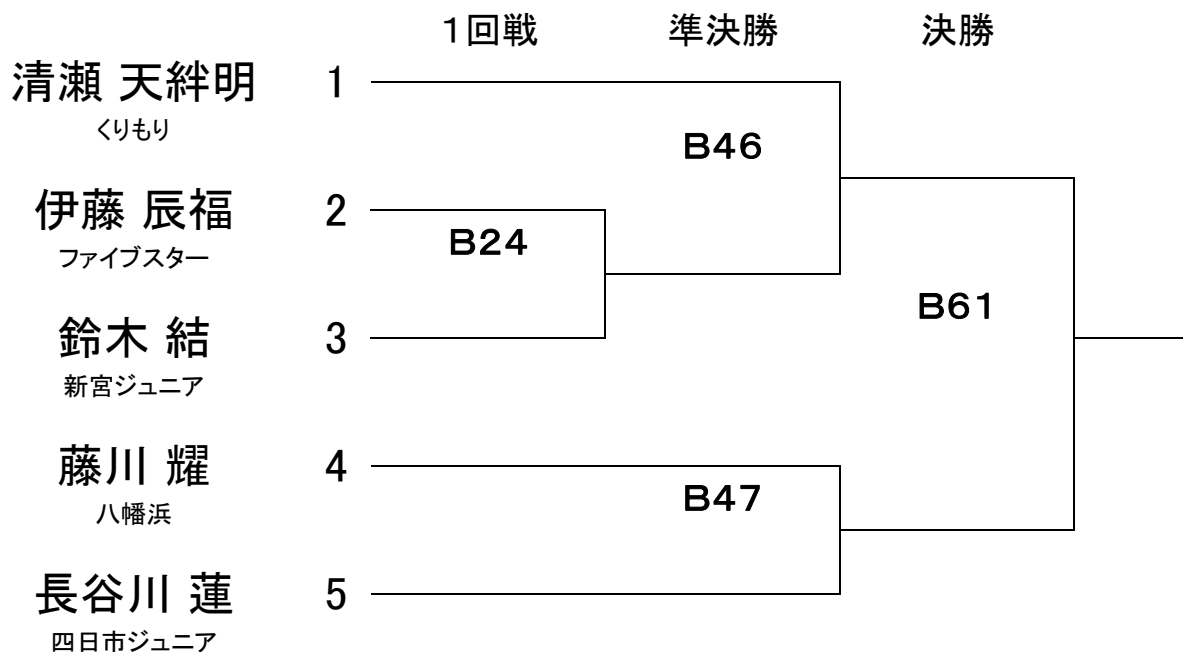 １回戦 準決勝 決勝
清瀬 天絆明 1
くりもり
B46
伊藤 辰福 2
ファイブスター
B24
B61
鈴木 結 3
新宮ジュニア
藤川 耀 4
八幡浜
B47
長谷川 蓮 5
四日市ジュニア